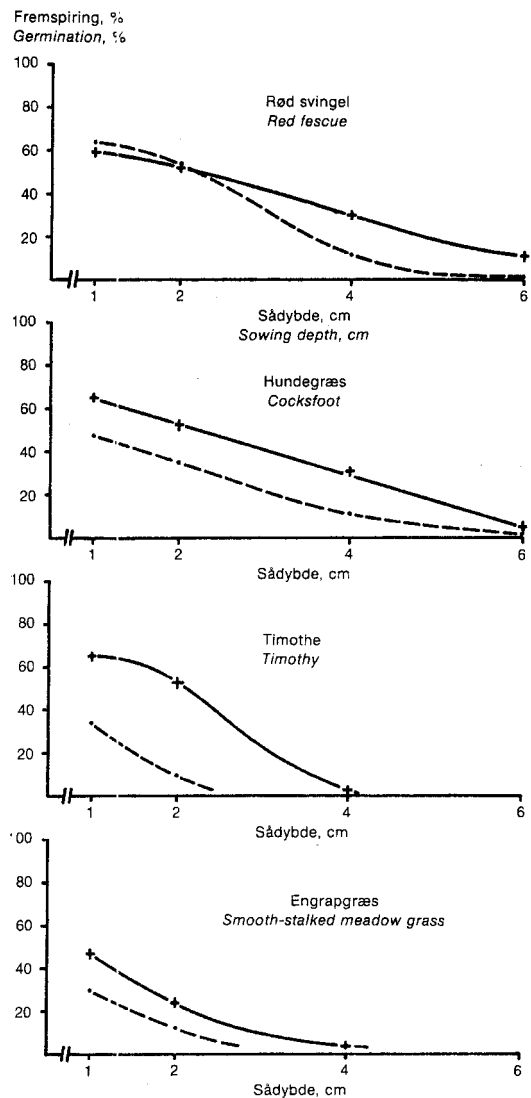 Fremspiring, %
Germination, %
100
80
60
40
20
Rød svingel
Red fescue
1 2 4 6
Sådybde, cm
Sowing depth, cm
100
80
60
40
20
Hundegræs
Cocksfoot
1 2 4 6
Sådybde, cm
100
80
60
40
20
Timothe
Timothy
1 2 4 6
Sådybde, cm
100
80
60
40
20
Engrapgræs
Smooth-stalked meadow grass
1 2 4 6
Sådybde, cm